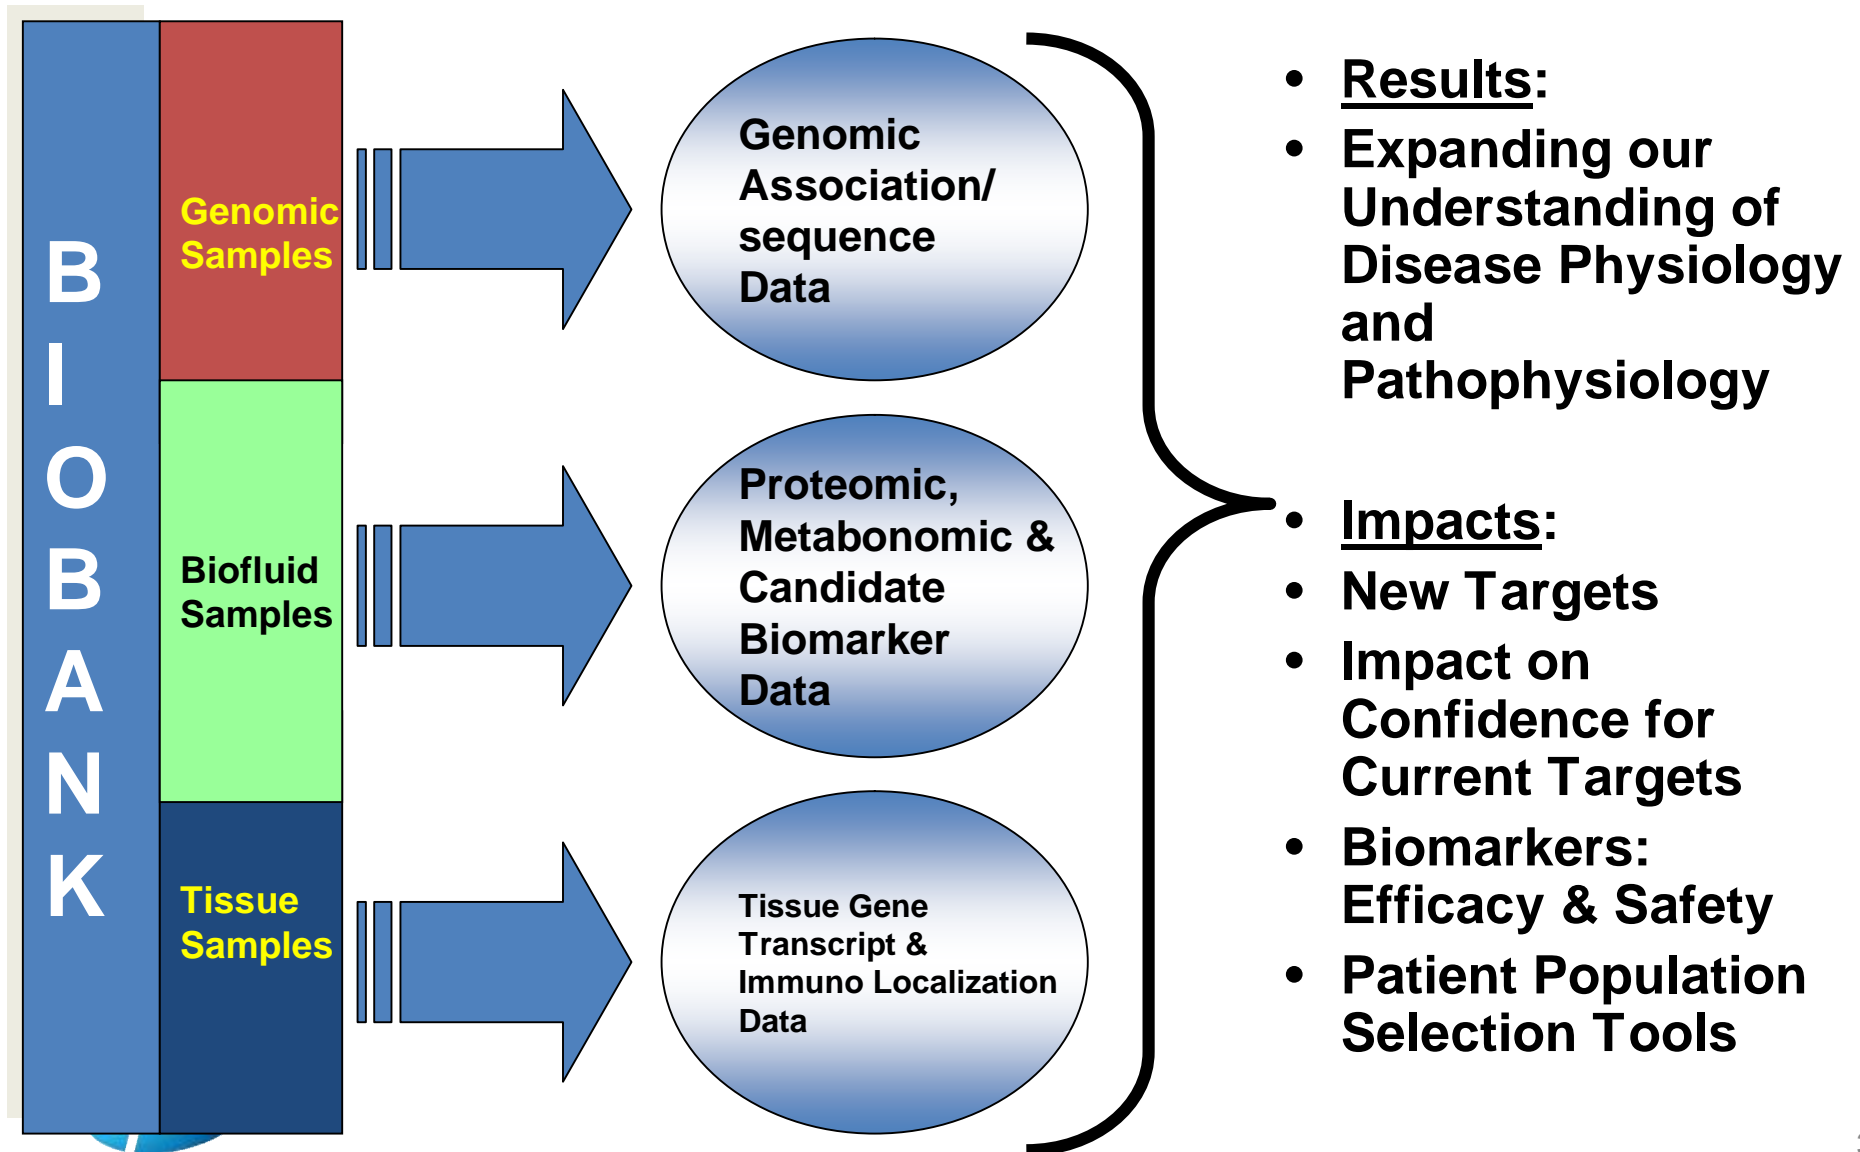 BIOBANK
Genomic
Samples
Biofluid
Samples
Tissue
Samples
Genomic
Association/
sequence
Data
Proteomic,
Metabonomic &
Candidate
Biomarker
Data
Tissue Gene
Transcript &
Immuno Localization
Data
• Results:
• Expanding our
Understanding of
Disease Physiology
and
Pathophysiology
• Impacts:
• New Targets
• Impact on
Confidence for
Current Targets
• Biomarkers:
Efficacy & Safety
• Patient Population
Selection Tools